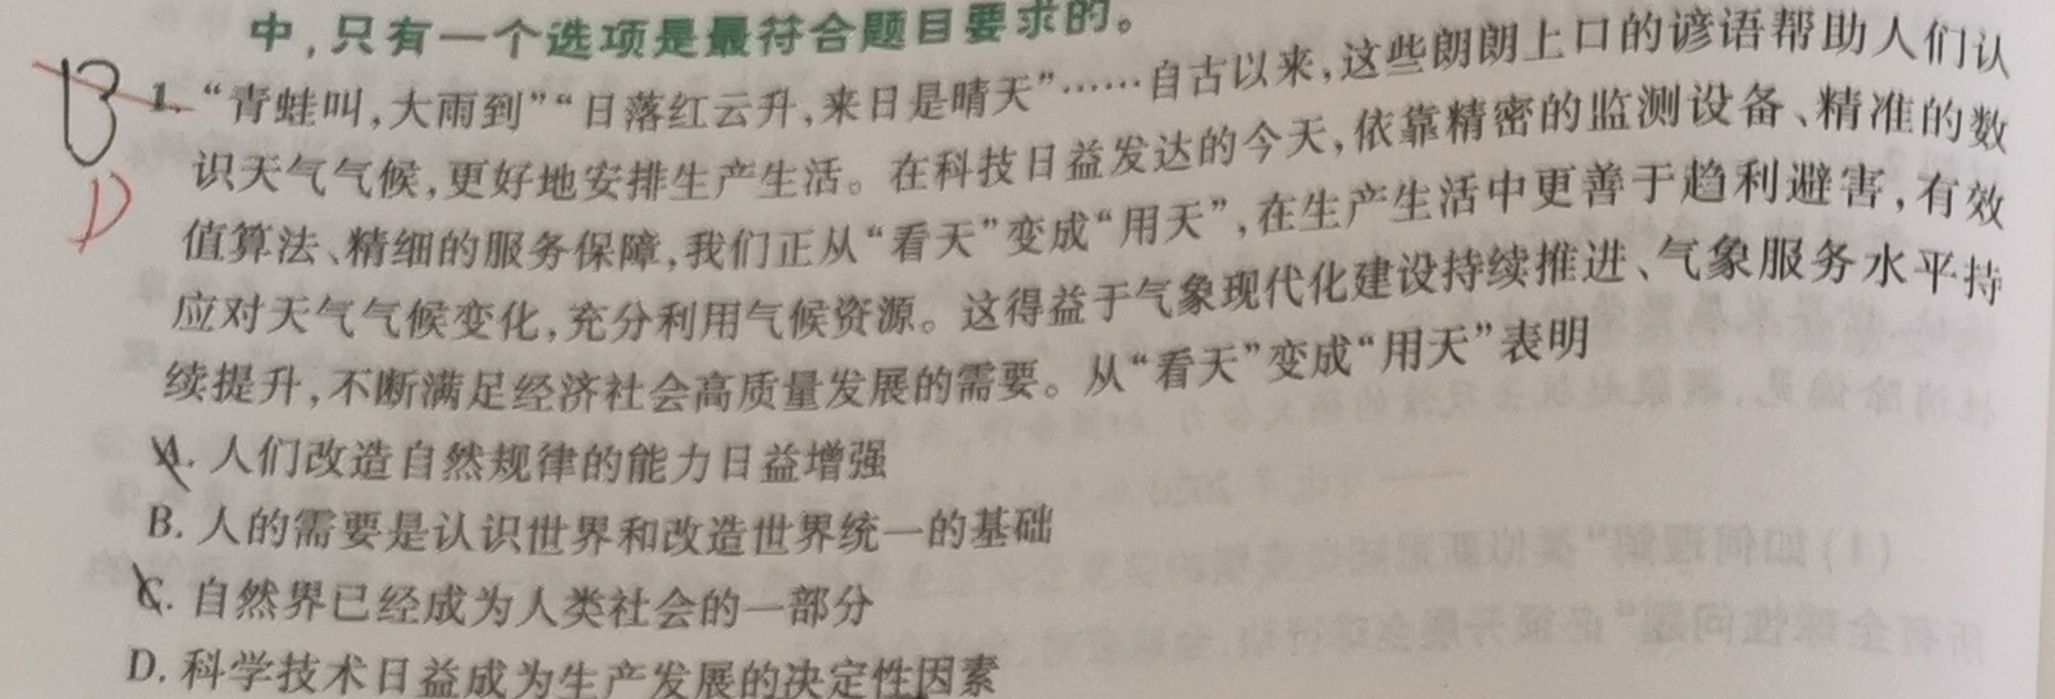 中，只有一个选项是最符合题目要求的。
B 1. “青蛙叫，大雨到”“日落红云升，来日是晴天”……自古以来，这些朗朗上口的谚语帮助人们认
识天气气候，更好地安排生产生活。在科技日益发达的今天，依靠精密的监测设备、精准的数
D
值算法、精细的服务保障，我们正从“看天”变成“用天”，在生产生活中更善于趋利避害，有效
应对天气气候变化，充分利用气候资源。这得益于气象现代化建设持续推进、气象服务水平持
续提升，不断满足经济社会高质量发展的需要。从“看天”变成“用天”表明
A. 人们改造自然规律的能力日益增强
B. 人的需要是认识世界和改造世界统一的基础
C. 自然界已经成为人类社会的一部分
D. 科学技术日益成为生产发展的决定性因素